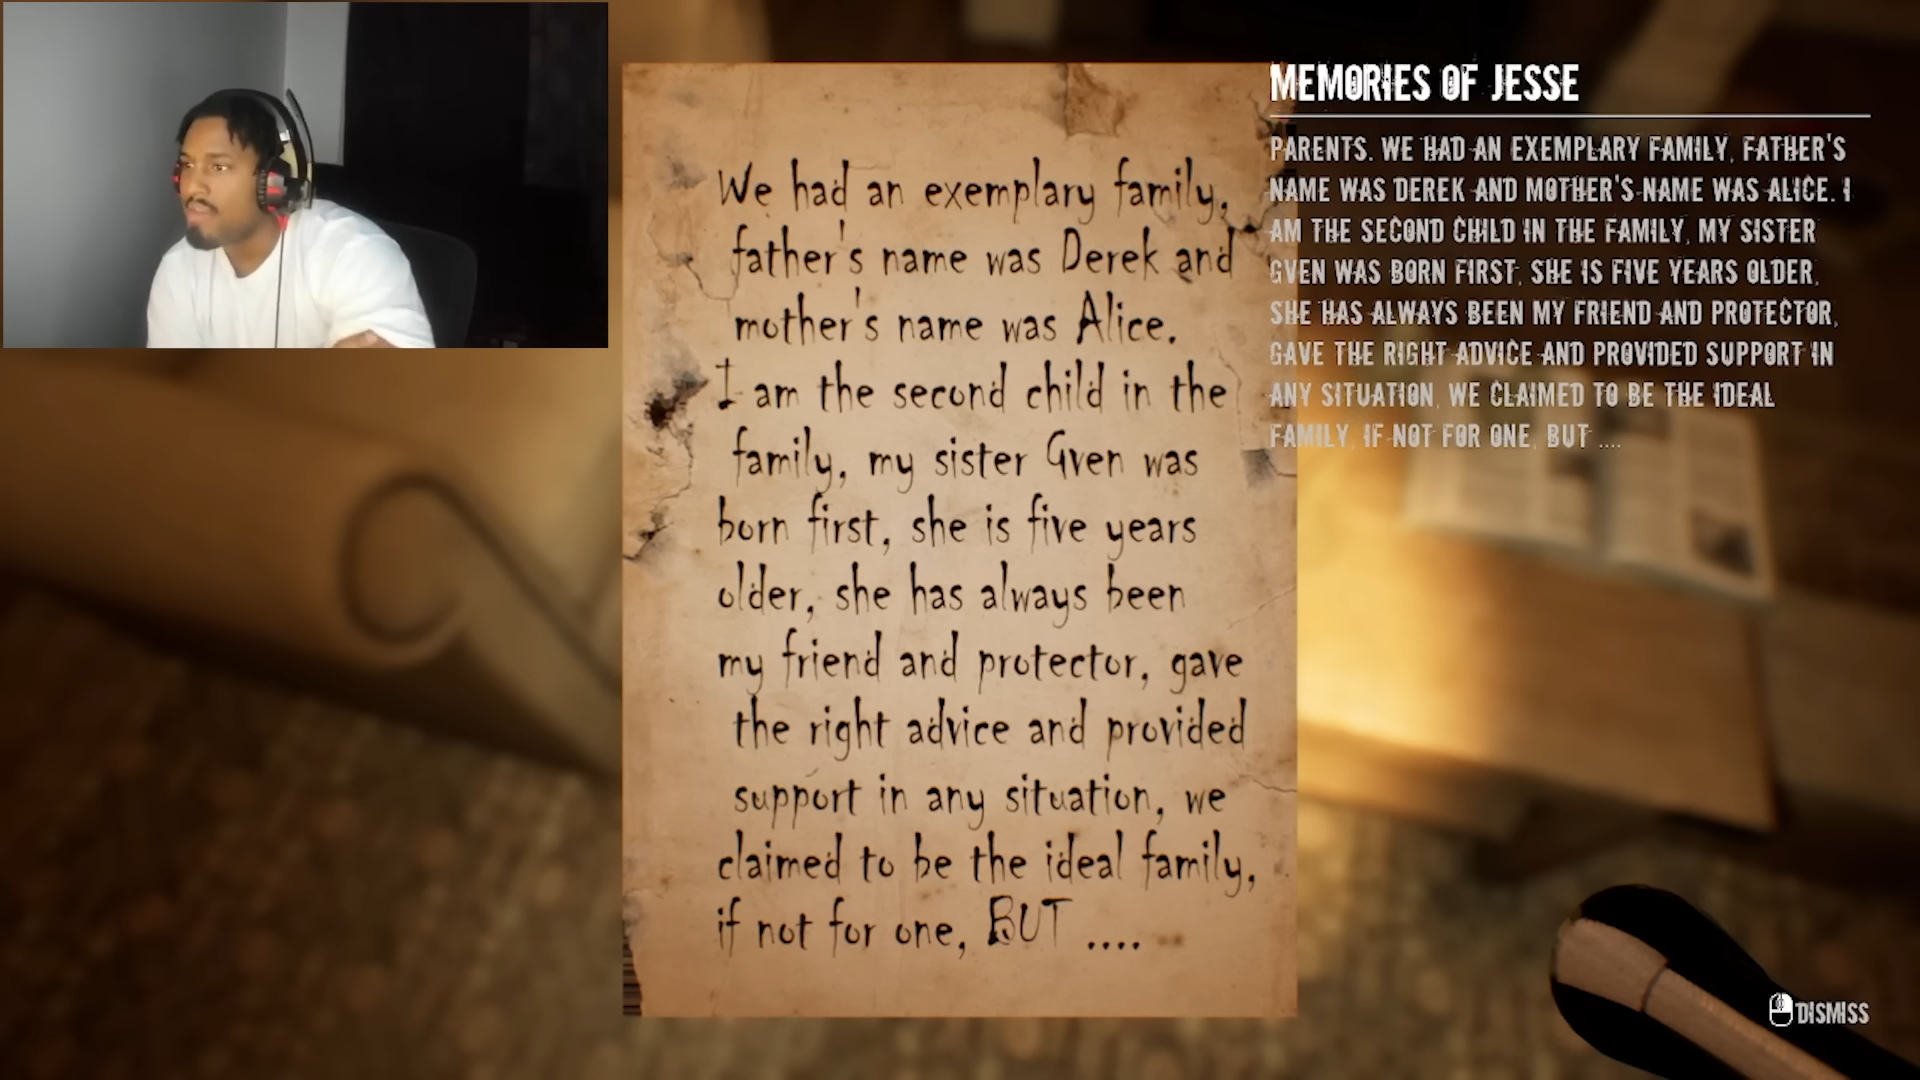 We had an exemplary family,
father's name was Derek and
mother's name was Alice.
I am the second child in the
family, my sister Gven was
born first, she is five years
older, she has always been
my friend and protector, gave
the right advice and provided
support in any situation, we
claimed to be the ideal family,
if not for one, BUT ....
MEMORIES OF JESSE
PARENTS. WE HAD AN EXEMPLARY FAMILY, FATHER'S
NAME WAS DEREK AND MOTHER'S NAME WAS ALICE. I
AM THE SECOND CHILD IN THE FAMILY, MY SISTER
GVEN WAS BORN FIRST, SHE IS FIVE YEARS OLDER,
SHE HAS ALWAYS BEEN MY FRIEND AND PROTECTOR,
GAVE THE RIGHT ADVICE AND PROVIDED SUPPORT IN
ANY SITUATION, WE CLAIMED TO BE THE IDEAL
FAMILY, IF NOT FOR ONE, BUT ....
DISMISS